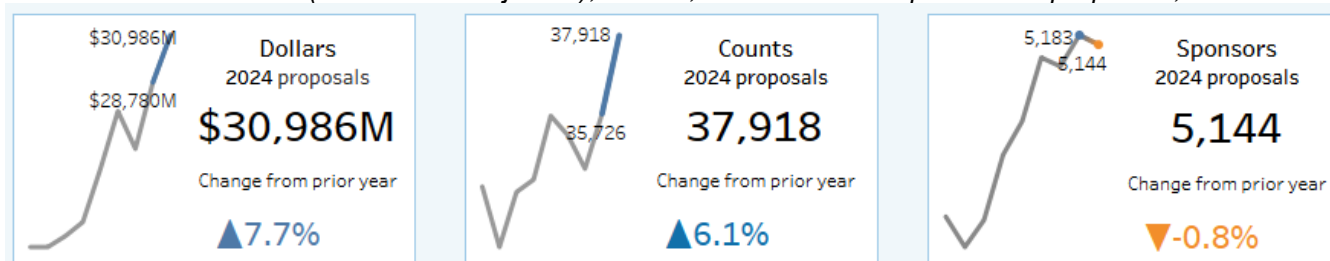 $30,986M
$28,780M
Dollars
2024 proposals
$30,986M
Change from prior year
▲7.7%
37,918
35,726
Counts
2024 proposals
37,918
Change from prior year
▲6.1%
5,183
5,144
Sponsors
2024 proposals
5,144
Change from prior year
▼-0.8%